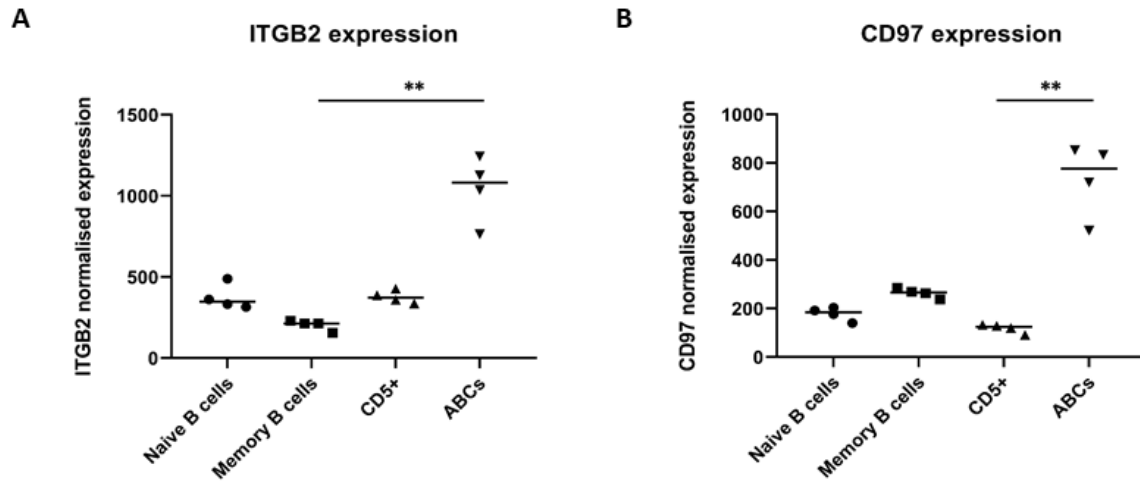 A
ITGB2 expression
**
ITGB2 normalised expression
1500
1000
500
0
Naive B cells
Memory B cells
CD5+
ABCs
B
CD97 expression
**
CD97 normalised expression
1000
800
600
400
200
0
Naive B cells
Memory B cells
CD5+
ABCs